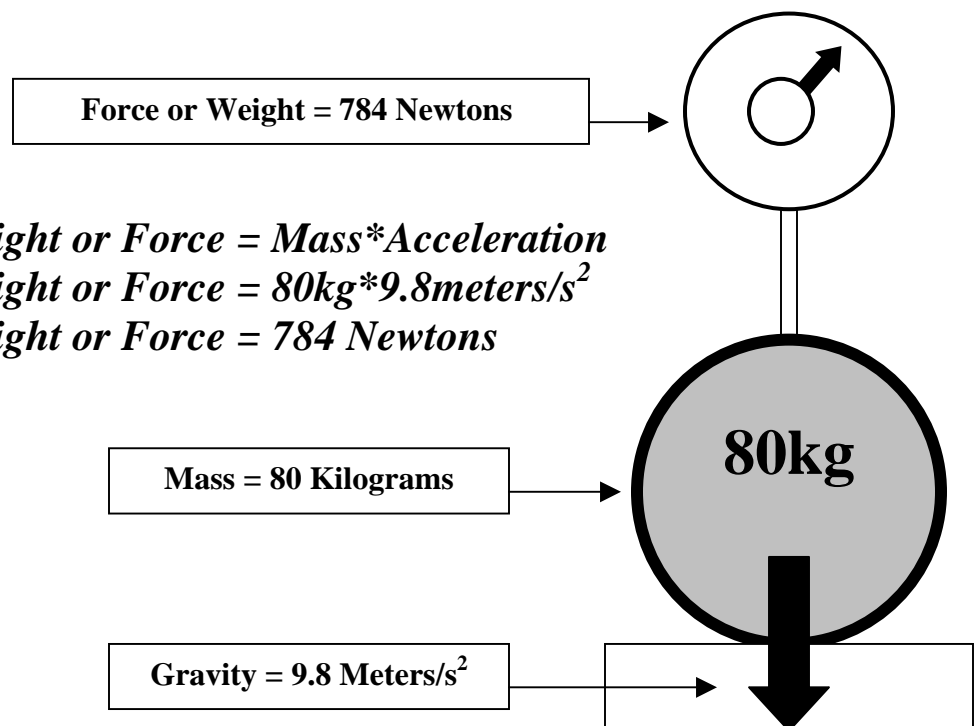 Force or Weight = 784 Newtons
ight or Force = Mass*Acceleration
ight or Force = 80kg*9.8meters/s²
ight or Force = 784 Newtons
80kg
Mass = 80 Kilograms
Gravity = 9.8 Meters/s²